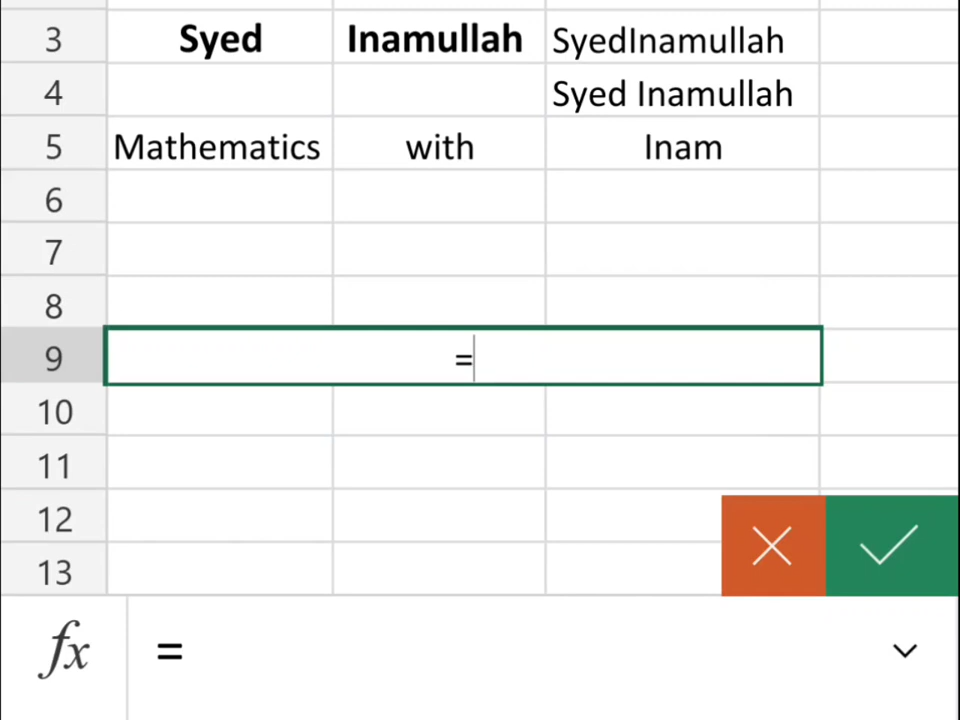 3 Syed Inamullah SyedInamullah
4 Syed Inamullah
5 Mathematics with Inam
6
7
8
9 =
10
11
12
13
fx =